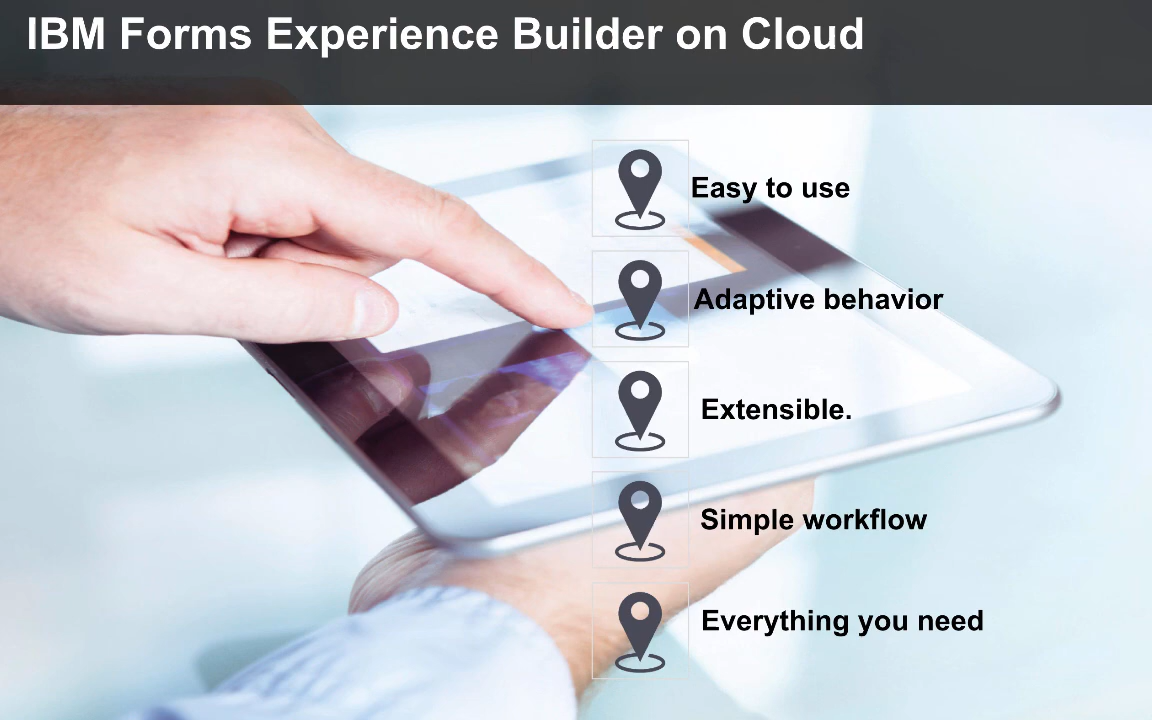 IBM Forms Experience Builder on Cloud
Easy to use
Adaptive behavior
Extensible.
Simple workflow
Everything you need